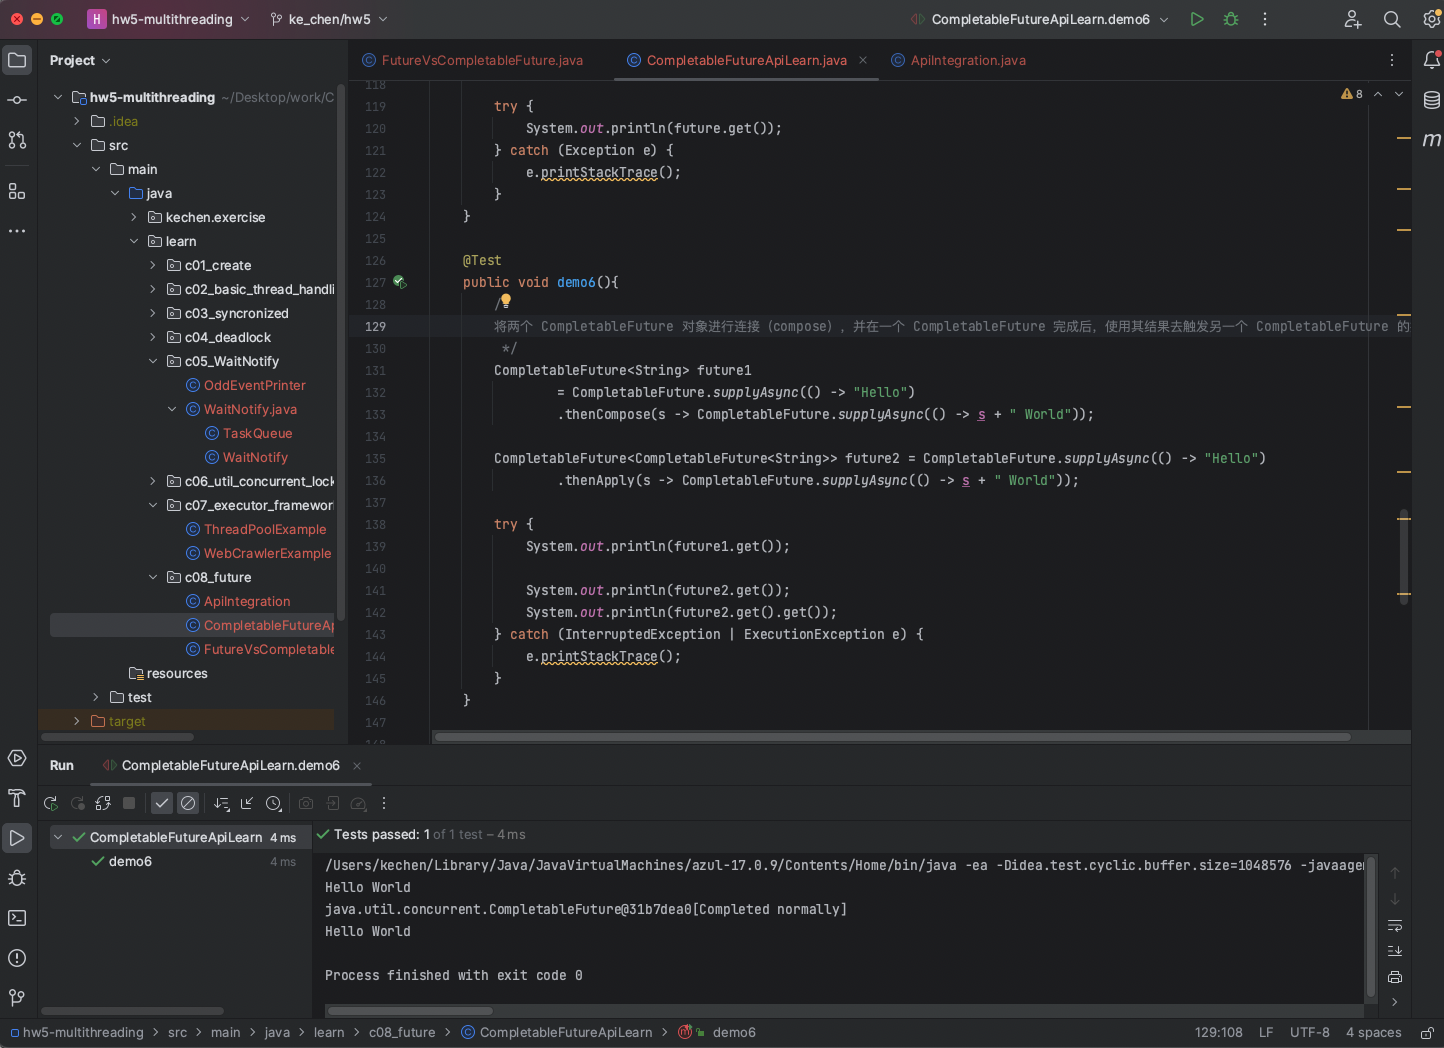 H hw5-multithreading ke_chen/hw5 CompletableFutureApiLearn.demo6
Project
FutureVsCompletableFuture.java CompletableFutureApiLearn.java ApiIntegration.java
hw5-multithreading ~/Desktop/work/C
.idea
src
main
java
kechen.exercise
learn
c01_create
c02_basic_thread_handli
c03_syncronized
c04_deadlock
c05_WaitNotify
OddEventPrinter
WaitNotify.java
TaskQueue
WaitNotify
c06_util_concurrent_lock
c07_executor_framewor
ThreadPoolExample
WebCrawlerExample
c08_future
ApiIntegration
CompletableFutureAp
FutureVsCompletable
resources
test
target
8
118
119 try {
120 System.out.println(future.get());
121 } catch (Exception e) {
122 e.printStackTrace();
123 }
124 }
125
126 @Test
127 public void demo6(){
128 /
129 将两个 CompletableFuture 对象进行连接（compose），并在一个 CompletableFuture 完成后，使用其结果去触发另一个 CompletableFuture 的
130 */
131 CompletableFuture<String> future1
132 = CompletableFuture.supplyAsync(() -> "Hello")
133 .thenCompose(s -> CompletableFuture.supplyAsync(() -> s + " World"));
134
135 CompletableFuture<CompletableFuture<String>> future2 = CompletableFuture.supplyAsync(() -> "Hello")
136 .thenApply(s -> CompletableFuture.supplyAsync(() -> s + " World"));
137
138 try {
139 System.out.println(future1.get());
140
141 System.out.println(future2.get());
142 System.out.println(future2.get().get());
143 } catch (InterruptedException | ExecutionException e) {
144 e.printStackTrace();
145 }
146 }
147
m
Run CompletableFutureApiLearn.demo6
CompletableFutureApiLearn 4 ms
demo6 4 ms
Tests passed: 1 of 1 test – 4 ms
/Users/kechen/Library/Java/JavaVirtualMachines/azul-17.0.9/Contents/Home/bin/java -ea -Didea.test.cyclic.buffer.size=1048576 -javaagen
Hello World
java.util.concurrent.CompletableFuture@31b7dea0[Completed normally]
Hello World
Process finished with exit code 0
hw5-multithreading > src > main > java > learn > c08_future > CompletableFutureApiLearn > demo6 129:108 LF UTF-8 4 spaces